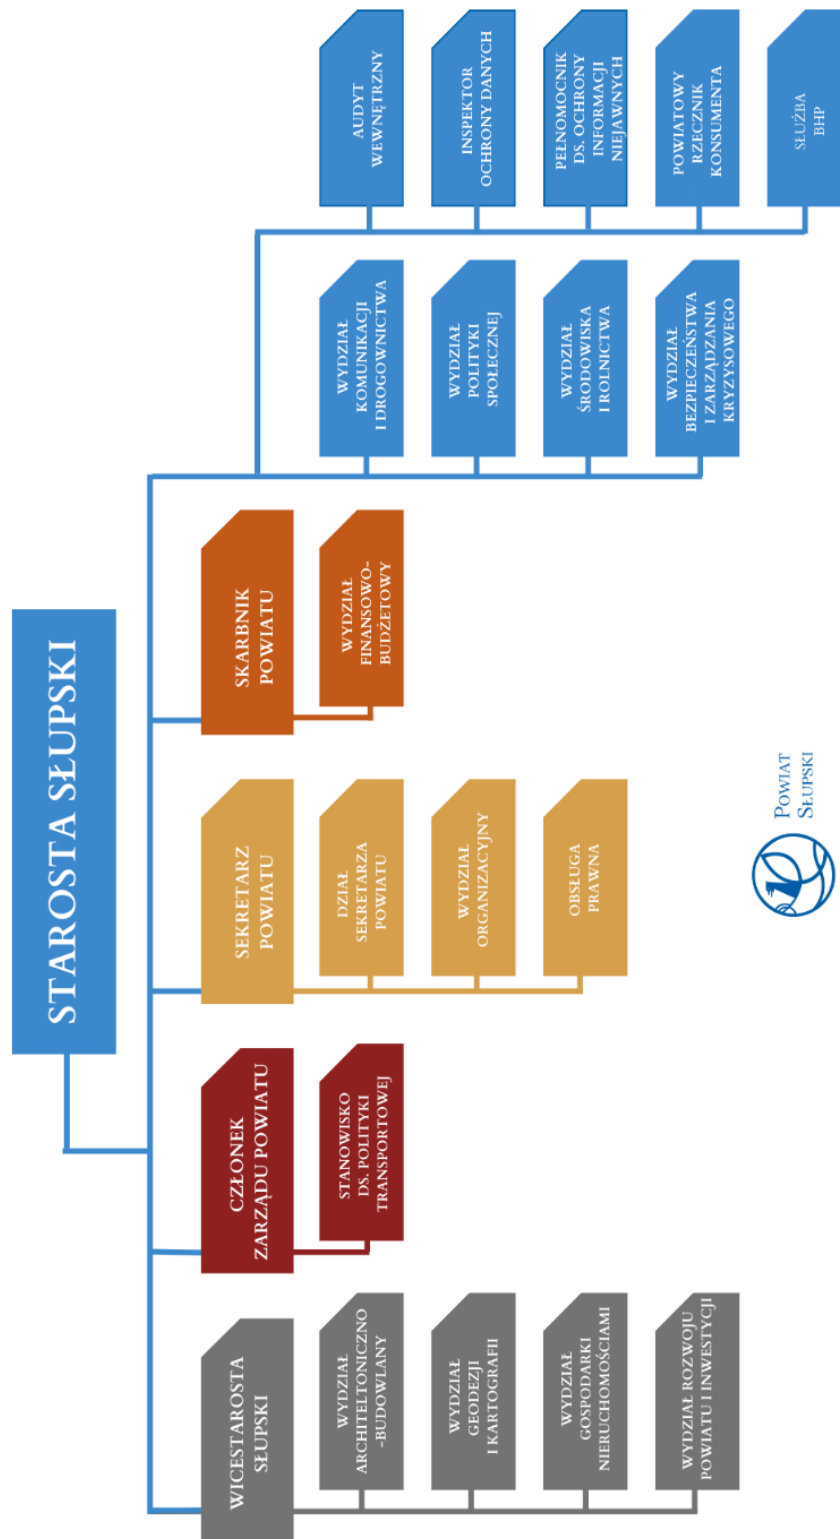 STAROSTA SŁUPSKI
WICESTAROSTA
SŁUPSKI
WYDZIAŁ
ARCHITELTONICZNO
-BUDOWLANY
WYDZIAŁ
GEODEZJI
I KARTOGRAFII
WYDZIAŁ
GOSPODARKI
NIERUCHOMOŚCIAMI
WYDZIAŁ ROZWOJU
POWIATU I INWESTYCJI
CZŁONEK
ZARZĄDU POWIATU
STANOWISKO
DS. POLITYKI
TRANSPORTOWEJ
SEKRETARZ
POWIATU
DZIAŁ
SEKRETARZA
POWIATU
WYDZIAŁ
ORGANIZACYJNY
OBSŁUGA
PRAWNA
SKARBNIK
POWIATU
WYDZIAŁ
FINANSOWO-
BUDŻETOWY
WYDZIAŁ
KOMUNIKACJI
I DROGOWNICTWA
WYDZIAŁ
POLITYKI
SPOŁECZNEJ
WYDZIAŁ
ŚRODOWISKA
I ROLNICTWA
WYDZIAŁ
BEZPIECZEŃSTWA
I ZARZĄDZANIA
KRYZYSOWEGO
AUDYT
WEWNĘTRZNY
INSPEKTOR
OCHRONY DANYCH
PEŁNOMOCNIK
DS. OCHRONY
INFORMACJI
NIEJAWNYCH
POWIATOWY
RZECZNIK
KONSUMENTA
SŁUŻBA
BHP
POWIAT
SŁUPSKI